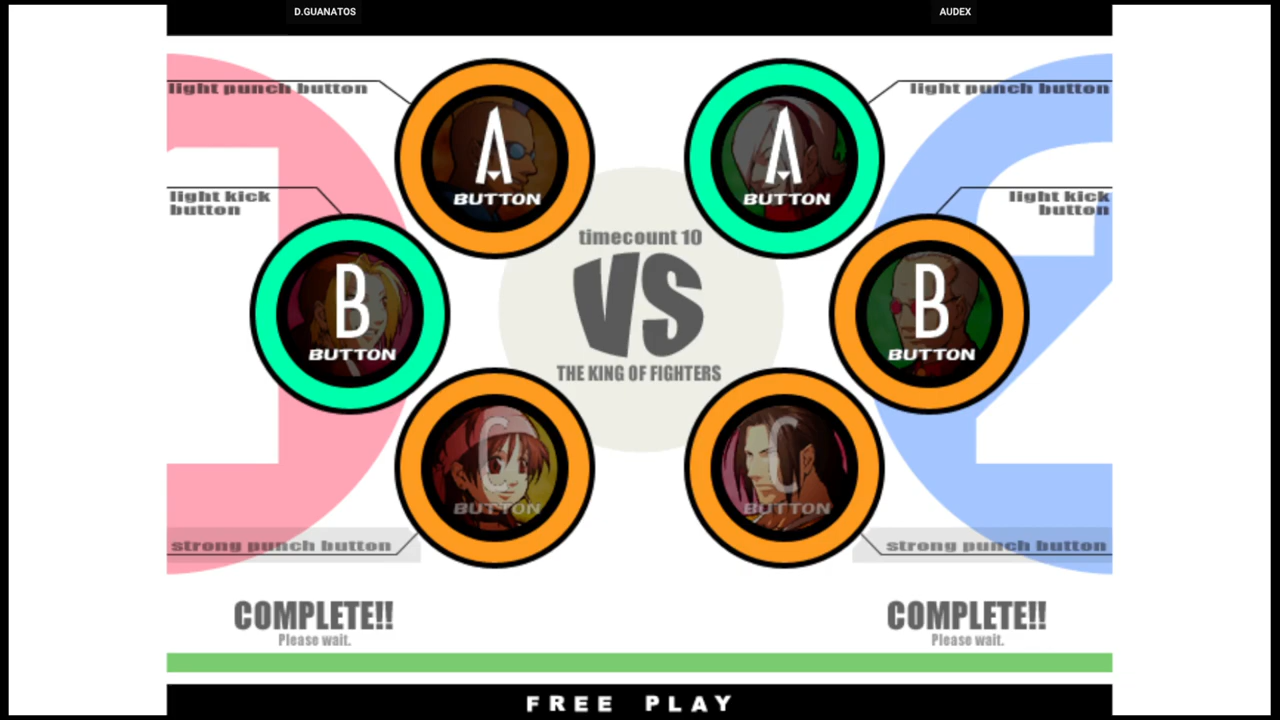 D.GUANATOS
AUDEX
light punch button
light punch button
A
BUTTON
A
BUTTON
light kick
button
light kick
button
timecount 10
VS
THE KING OF FIGHTERS
B
BUTTON
B
BUTTON
C
BUTTON
C
BUTTON
strong punch button
strong punch button
COMPLETE!!
Please wait.
COMPLETE!!
Please wait.
FREE PLAY